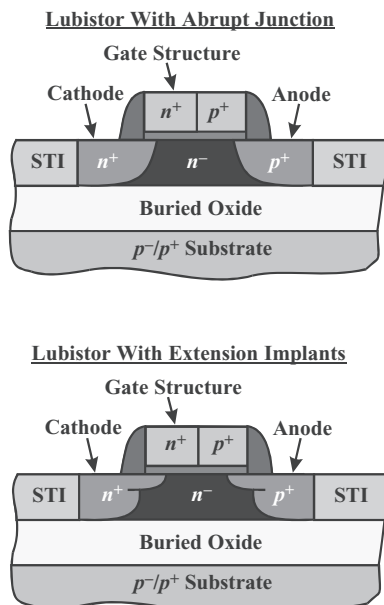 Lubistor With Abrupt Junction
Gate Structure
Cathode Anode
n+ p+
STI n+ n− p+ STI
Buried Oxide
p−/p+ Substrate
Lubistor With Extension Implants
Gate Structure
Cathode Anode
n+ p+
STI n+ n− p+ STI
Buried Oxide
p−/p+ Substrate